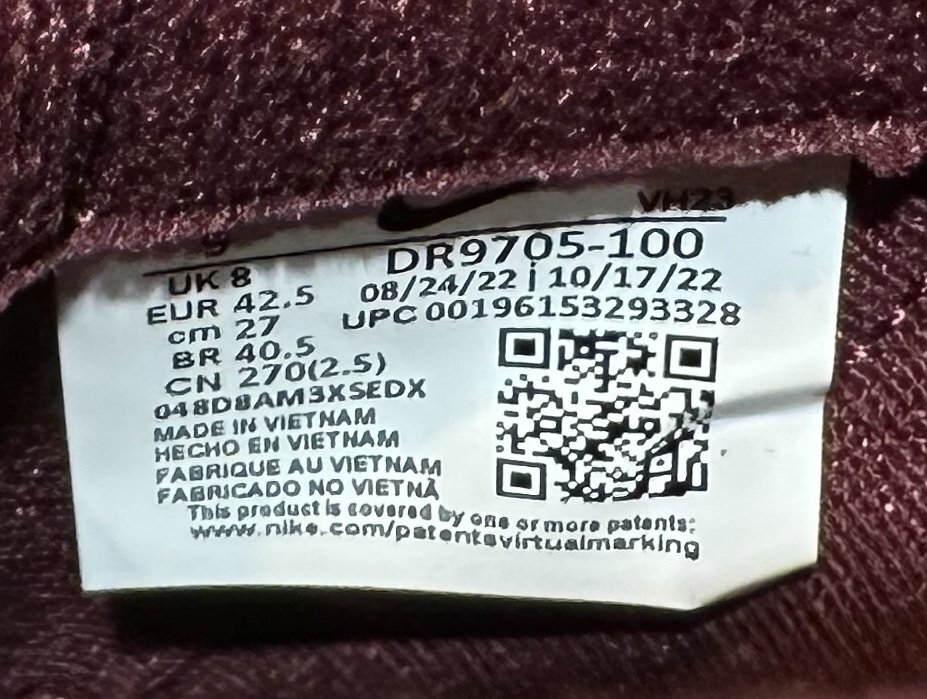 VH23
9
UK 8
EUR 42.5
cm 27
BR 40.5
CN 270(2.5)
048D8AM3XSEDX
MADE IN VIETNAM
HECHO EN VIETNAM
FABRIQUE AU VIETNAM
FABRICADO NO VIETNÃ
DR9705-100
08/24/22 | 10/17/22
UPC 00196153293328
This product is covered by one or more patents:
www.nike.com/patentsvirtualmarking